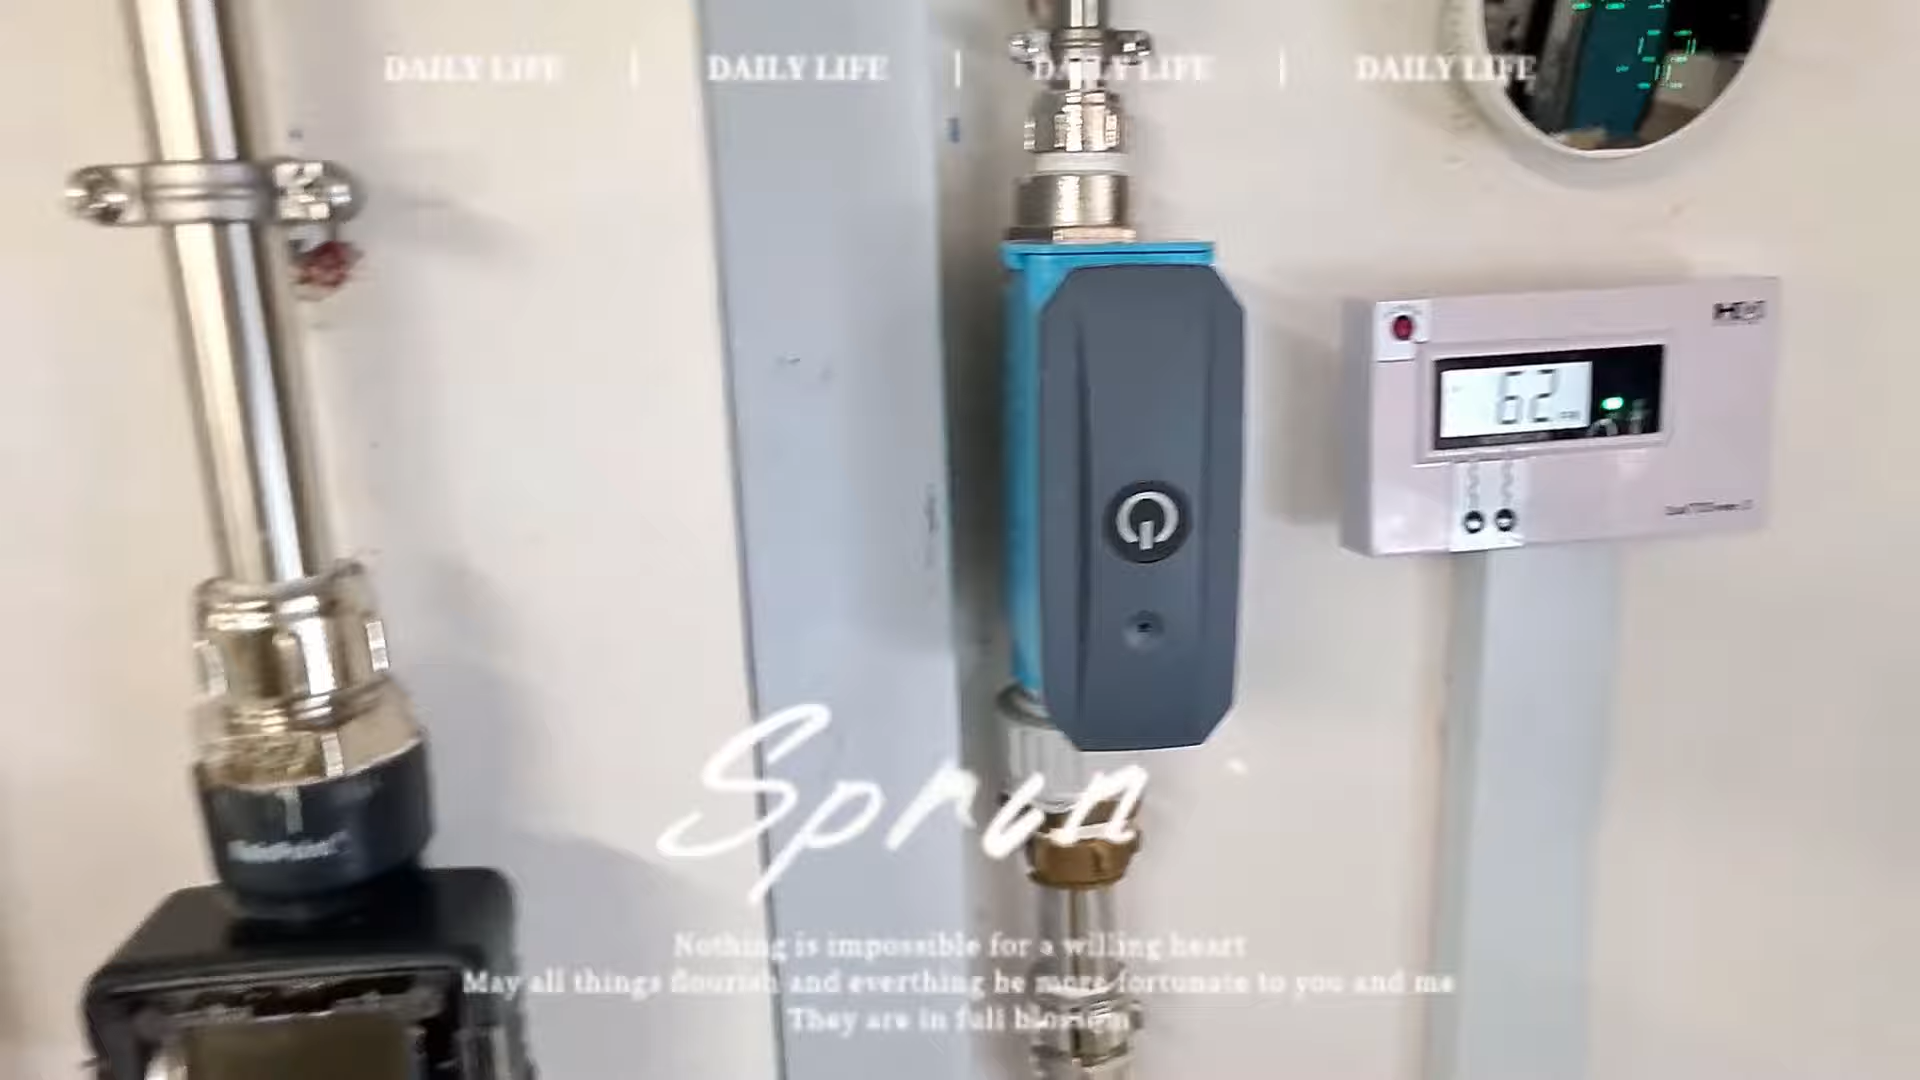 DAILY LIFE | DAILY LIFE | DAILY LIFE | DAILY LIFE
62
Nothing is impossible for a willing heart
May all things flourish and everthing be more fortunate to you and me
They are in full blossom